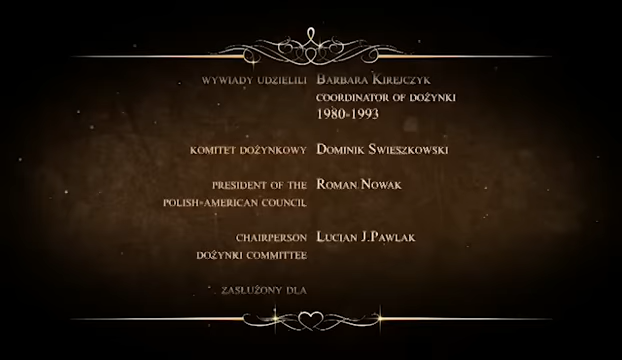 WYWIADY UDZIELILI BARBARA KIREJCZYK
COORDINATOR OF DOŻYNKI
1980-1993
KOMITET DOŻYNKOWY DOMINIK SWIESZKOWSKI
PRESIDENT OF THE ROMAN NOWAK
POLISH-AMERICAN COUNCIL
CHAIRPERSON LUCIAN J.PAWLAK
DOŻYNKI COMMITTEE
ZASŁUŻONY DLA